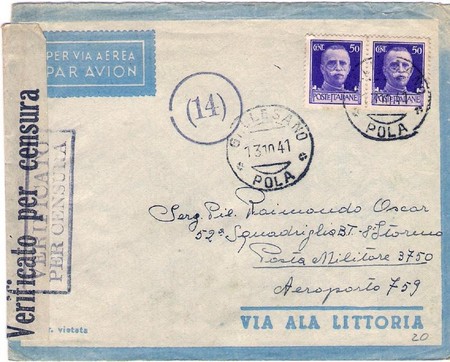 PER VIA AEREA
PAR AVION
(14)
CENT. 50
POSTE ITALIANE
CENT. 50
POSTE ITALIANE
GALLESANO
13 10 41
POLA
POLA
Verificato per censura
VERIFICATO
PER CENSURA
Serg. Pil. Raimondo Oscar
52ª Squadriglia B.T. - 8° Stormo
Posta Militare 3750
Aeroporto 759
vietata
VIA ALA LITTORIA
20